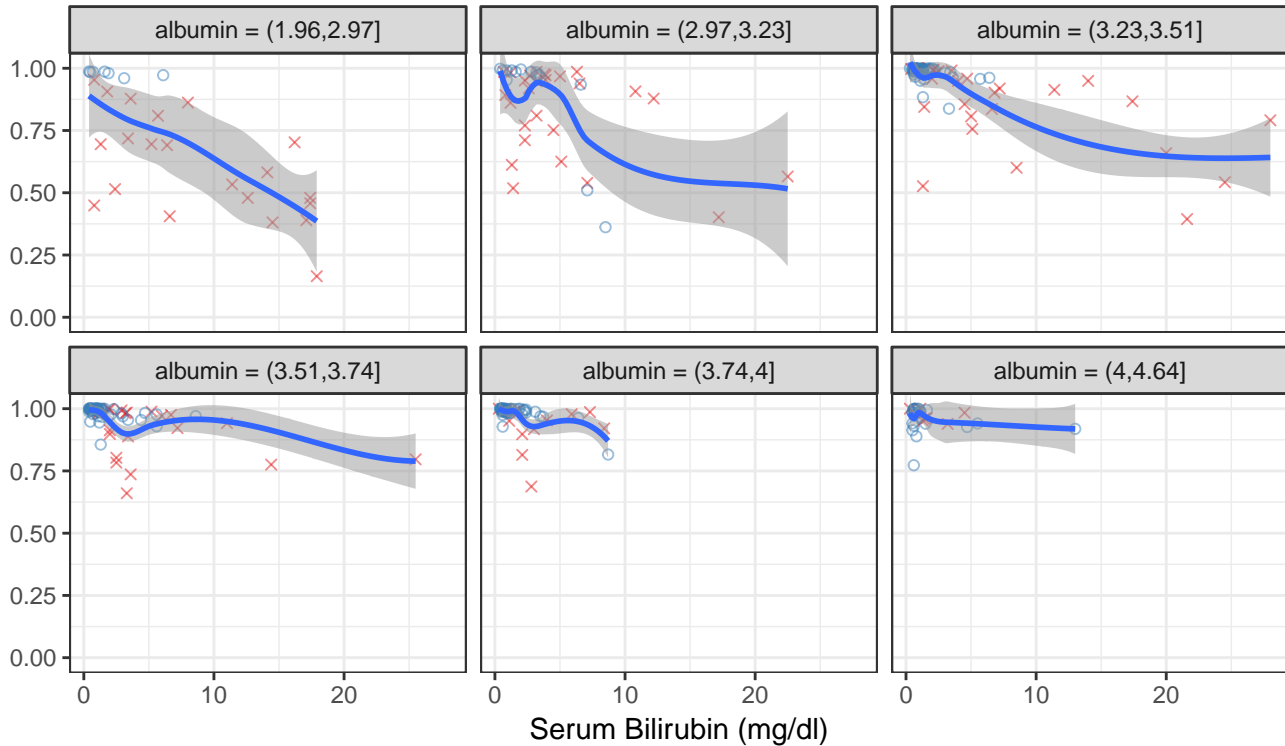 albumin = (1.96,2.97] albumin = (2.97,3.23] albumin = (3.23,3.51]
1.00
0.75
0.50
0.25
0.00
albumin = (3.51,3.74] albumin = (3.74,4] albumin = (4,4.64]
1.00
0.75
0.50
0.25
0.00
0 10 20 0 10 20 0 10 20
Serum Bilirubin (mg/dl)